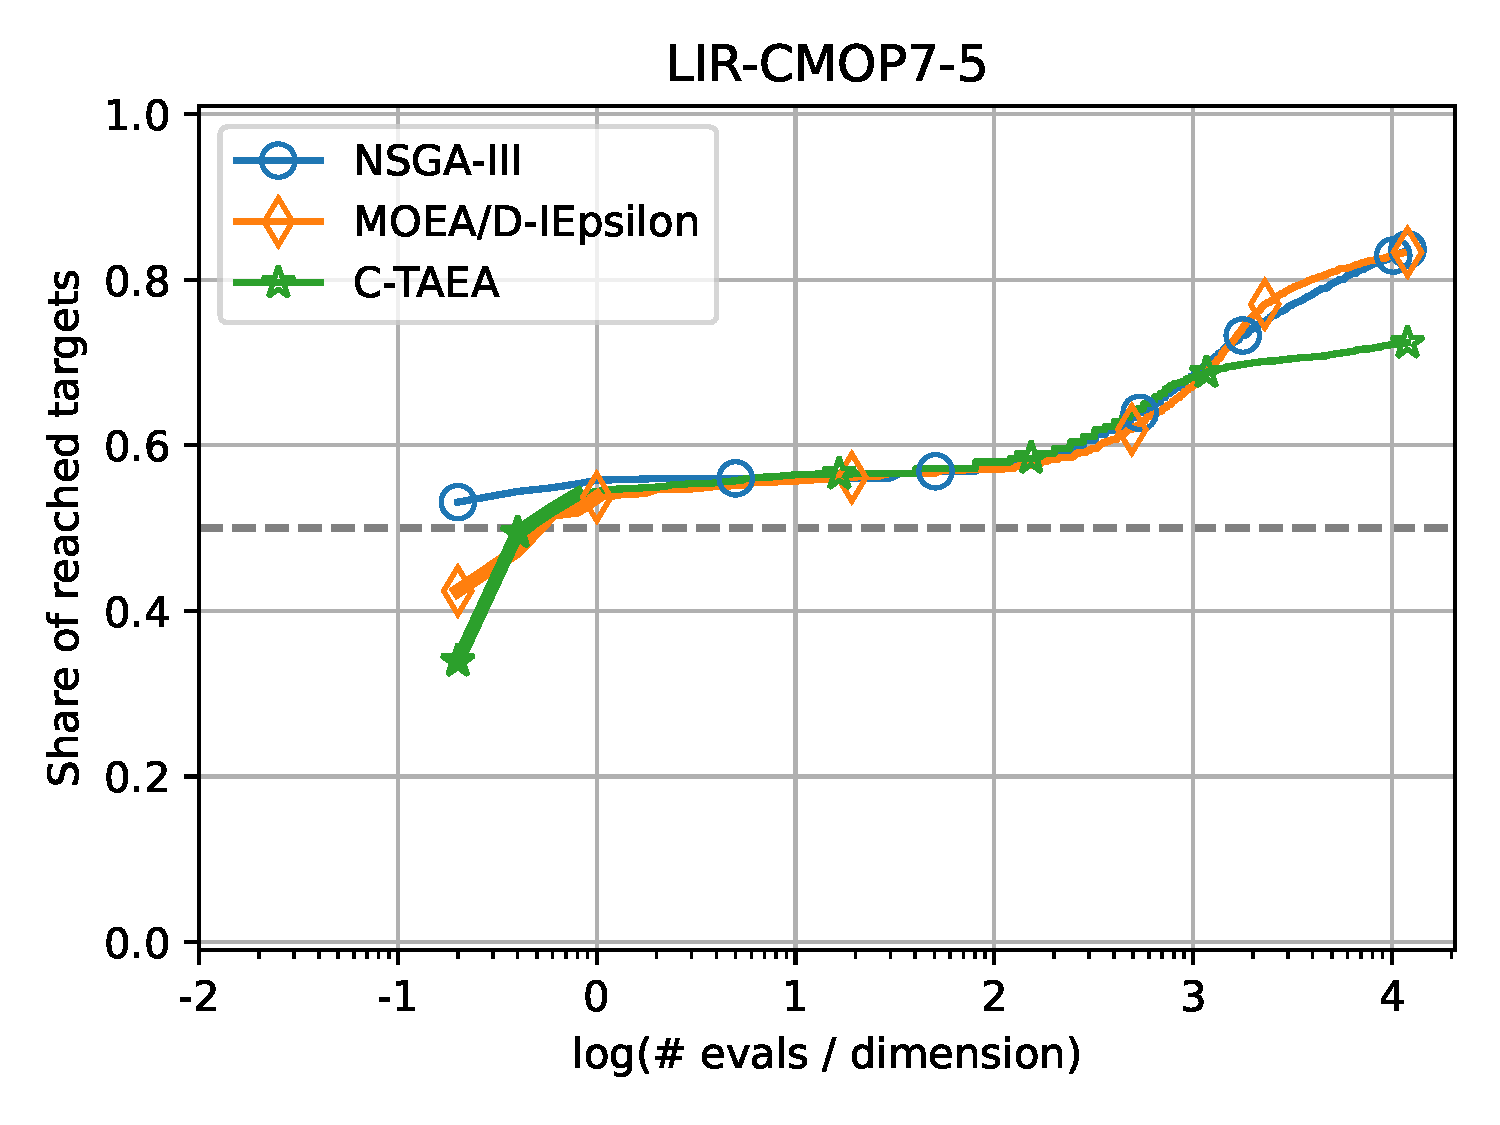 LIR-CMOP7-5
1.0
0.8
0.6
0.4
0.2
0.0
Share of reached targets
NSGA-III
MOEA/D-IEpsilon
C-TAEA
-2 -1 0 1 2 3 4
log(# evals / dimension)